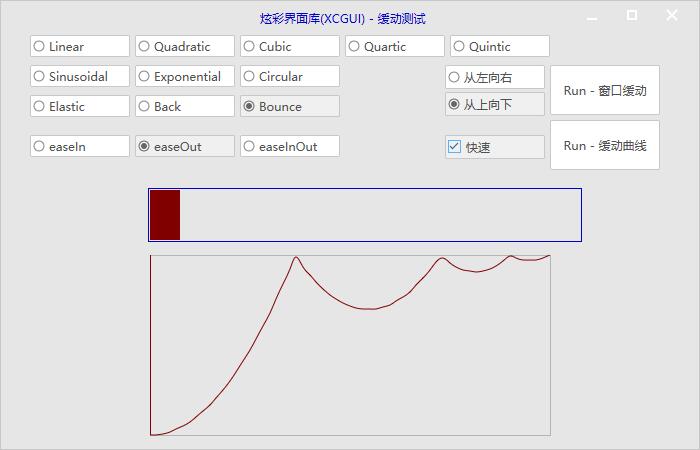 炫彩界面库(XCGUI) - 缓动测试
Linear Quadratic Cubic Quartic Quintic
Sinusoidal Exponential Circular 从左向右 Run - 窗口缓动
Elastic Back Bounce 从上向下
easeIn easeOut easeInOut 快速 Run - 缓动曲线